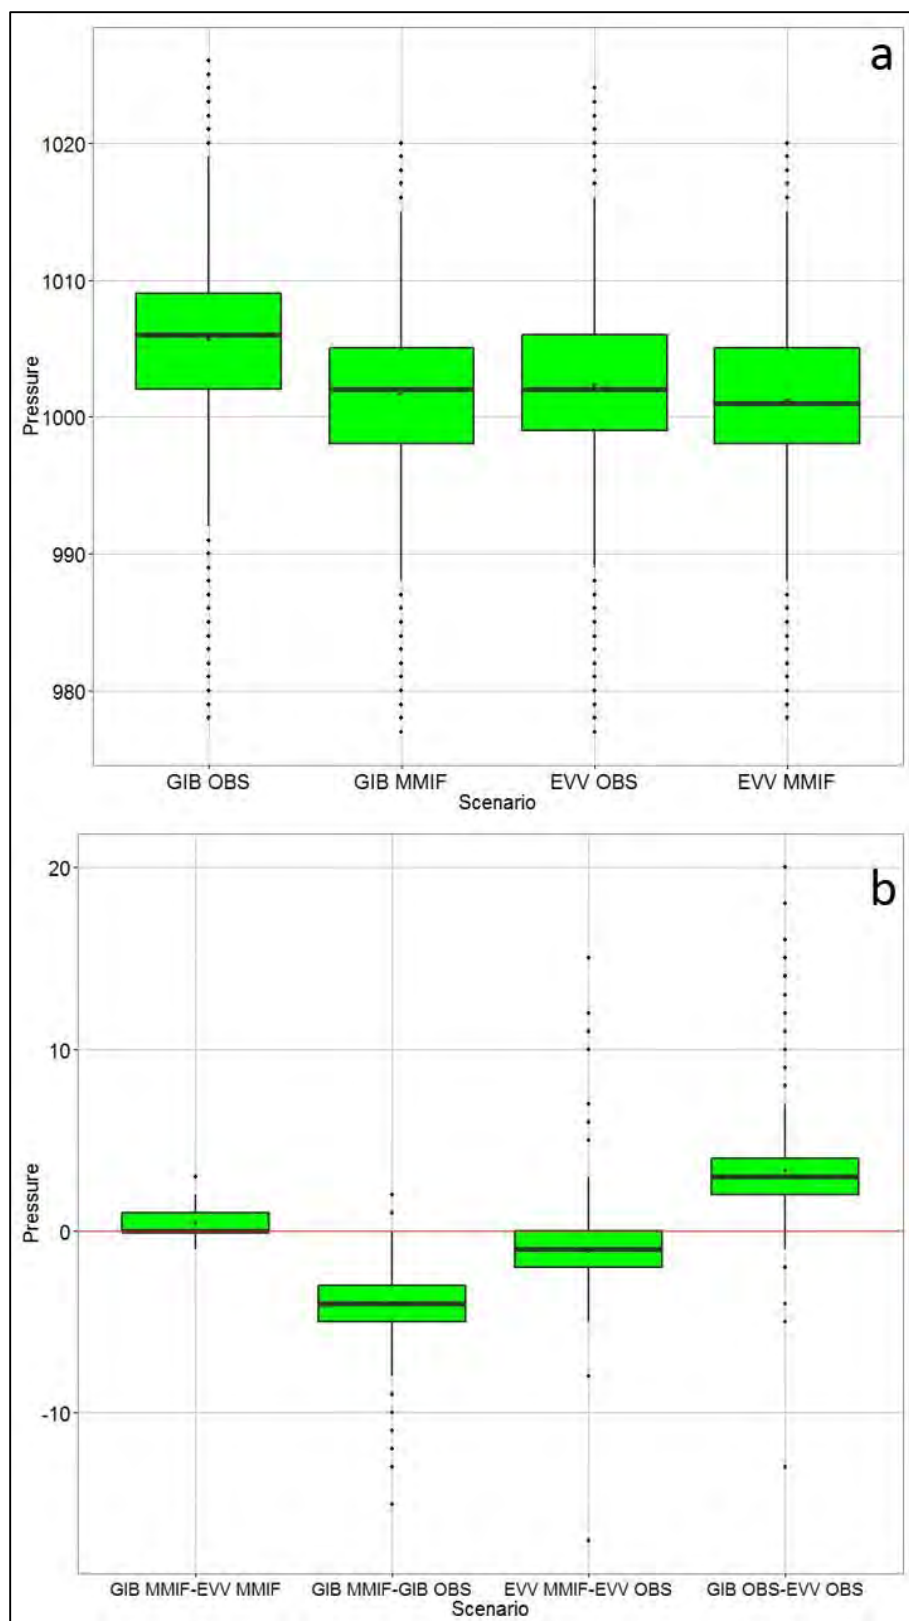 a
1020
1010
1000
990
980
Pressure
GIB OBS GIB MMIF EVV OBS EVV MMIF
Scenario
b
20
10
0
-10
Pressure
GIB MMIF-EVV MMIF GIB MMIF-GIB OBS EVV MMIF-EVV OBS GIB OBS-EVV OBS
Scenario